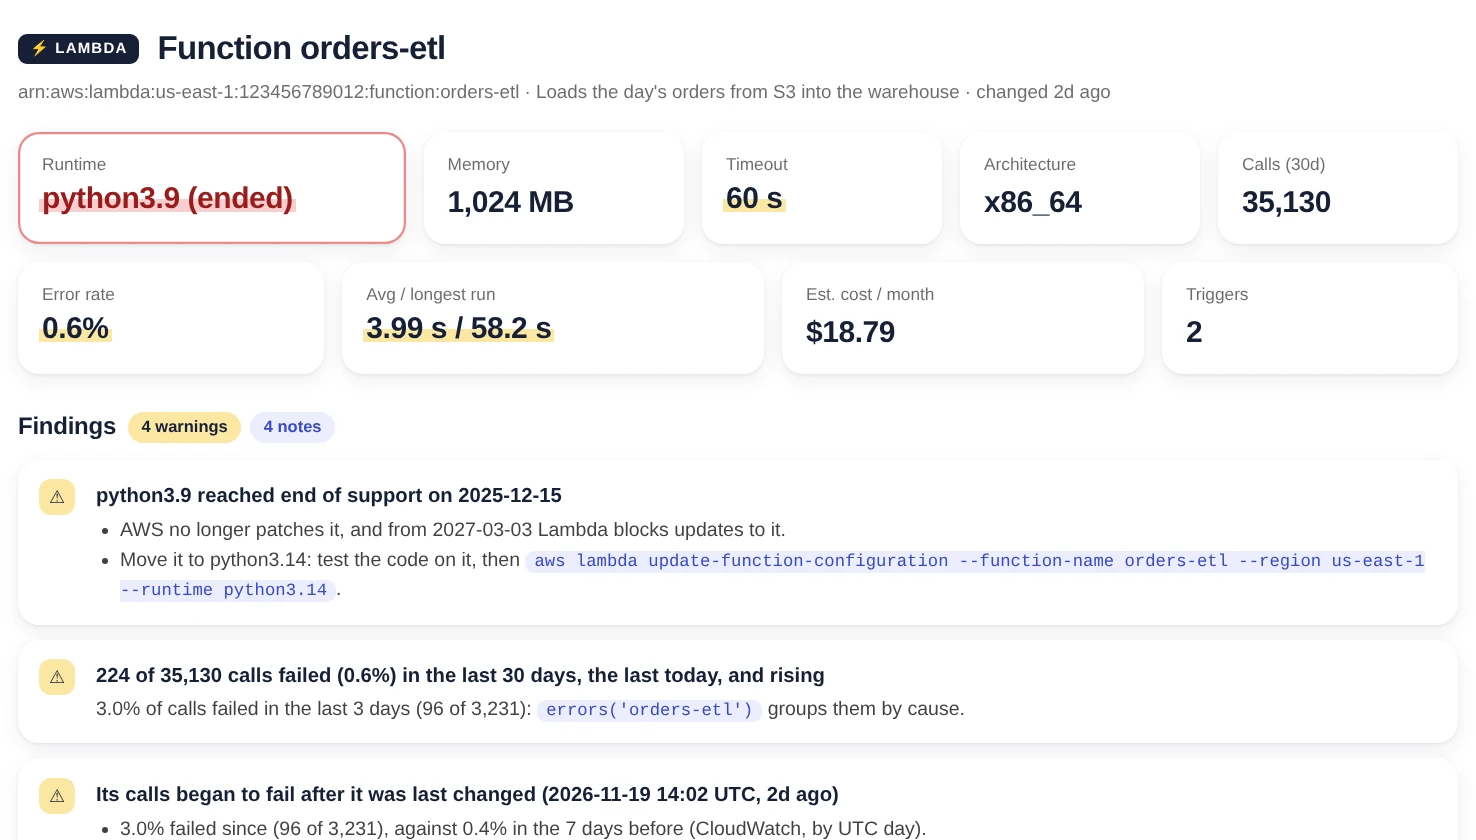 ⚡ LAMBDA Function orders-etl
arn:aws:lambda:us-east-1:123456789012:function:orders-etl · Loads the day's orders from S3 into the warehouse · changed 2d ago
Runtime
python3.9 (ended)
Memory
1,024 MB
Timeout
60 s
Architecture
x86_64
Calls (30d)
35,130
Error rate
0.6%
Avg / longest run
3.99 s / 58.2 s
Est. cost / month
$18.79
Triggers
2
Findings 4 warnings 4 notes
⚠ python3.9 reached end of support on 2025-12-15
• AWS no longer patches it, and from 2027-03-03 Lambda blocks updates to it.
• Move it to python3.14: test the code on it, then aws lambda update-function-configuration --function-name orders-etl --region us-east-1
--runtime python3.14 .
⚠ 224 of 35,130 calls failed (0.6%) in the last 30 days, the last today, and rising
3.0% of calls failed in the last 3 days (96 of 3,231): errors('orders-etl') groups them by cause.
⚠ Its calls began to fail after it was last changed (2026-11-19 14:02 UTC, 2d ago)
• 3.0% failed since (96 of 3,231), against 0.4% in the 7 days before (CloudWatch, by UTC day).